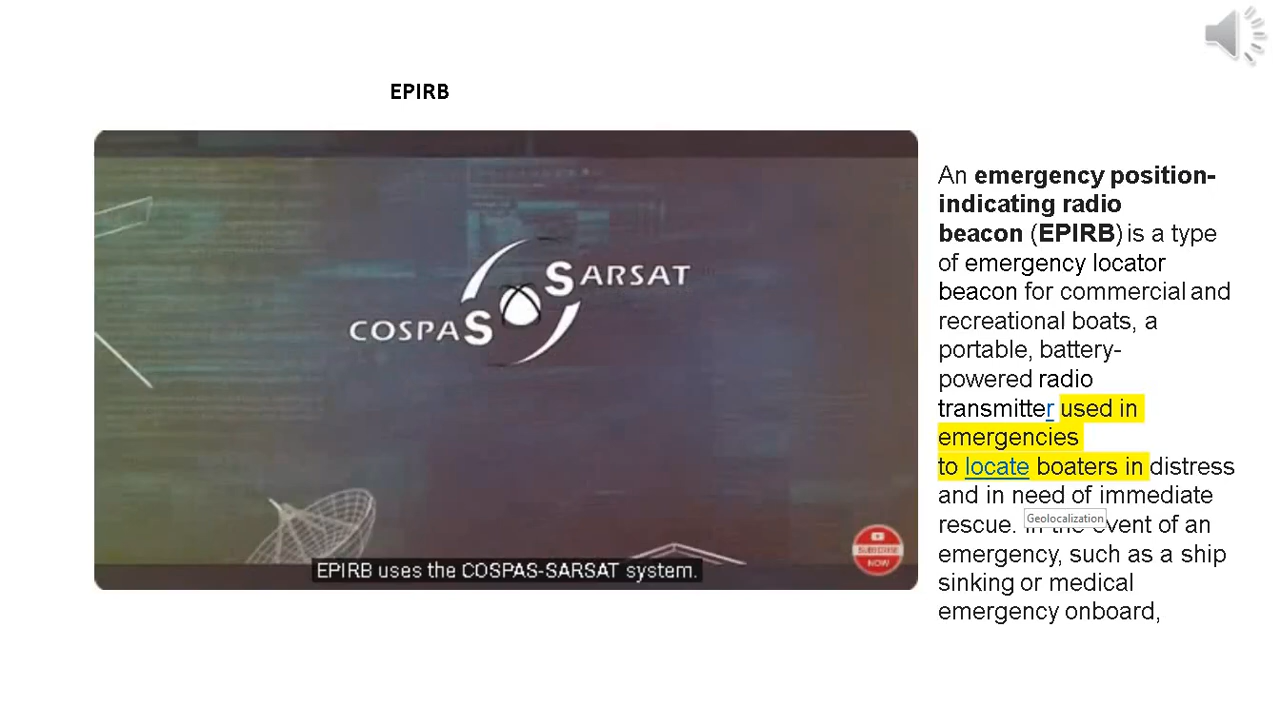 EPIRB
COSPAS SARSAT
SUBSCRIBE
NOW
EPIRB uses the COSPAS-SARSAT system.
An emergency position-
indicating radio
beacon (EPIRB) is a type
of emergency locator
beacon for commercial and
recreational boats, a
portable, battery-
powered radio
transmitter used in
emergencies
to locate boaters in distress
and in need of immediate
rescue. In the event of an
Geolocalization
emergency, such as a ship
sinking or medical
emergency onboard,